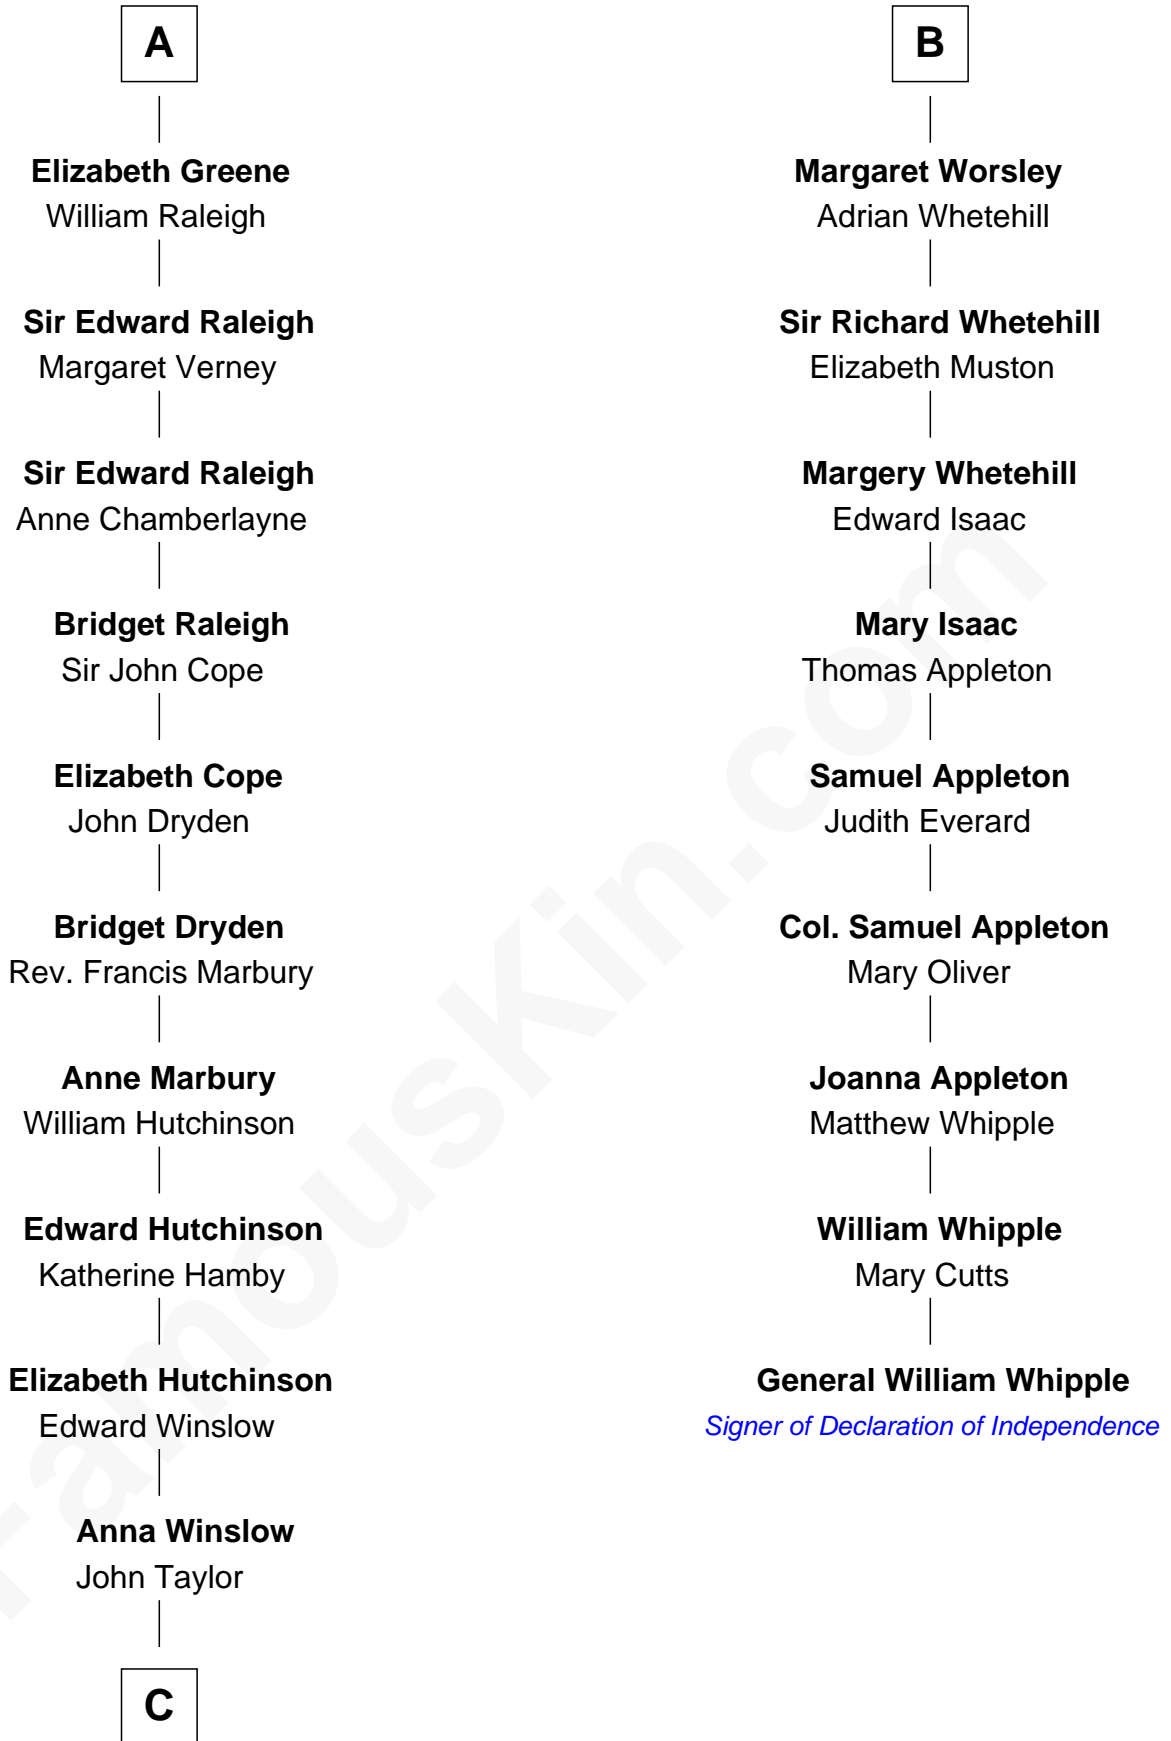 A
Elizabeth Greene
William Raleigh
Sir Edward Raleigh
Margaret Verney
Sir Edward Raleigh
Anne Chamberlayne
Bridget Raleigh
Sir John Cope
Elizabeth Cope
John Dryden
Bridget Dryden
Rev. Francis Marbury
Anne Marbury
William Hutchinson
Edward Hutchinson
Katherine Hamby
Elizabeth Hutchinson
Edward Winslow
Anna Winslow
John Taylor
C
B
Margaret Worsley
Adrian Whetehill
Sir Richard Whetehill
Elizabeth Muston
Margery Whetehill
Edward Isaac
Mary Isaac
Thomas Appleton
Samuel Appleton
Judith Everard
Col. Samuel Appleton
Mary Oliver
Joanna Appleton
Matthew Whipple
William Whipple
Mary Cutts
General William Whipple
Signer of Declaration of Independence
FamousKin.com